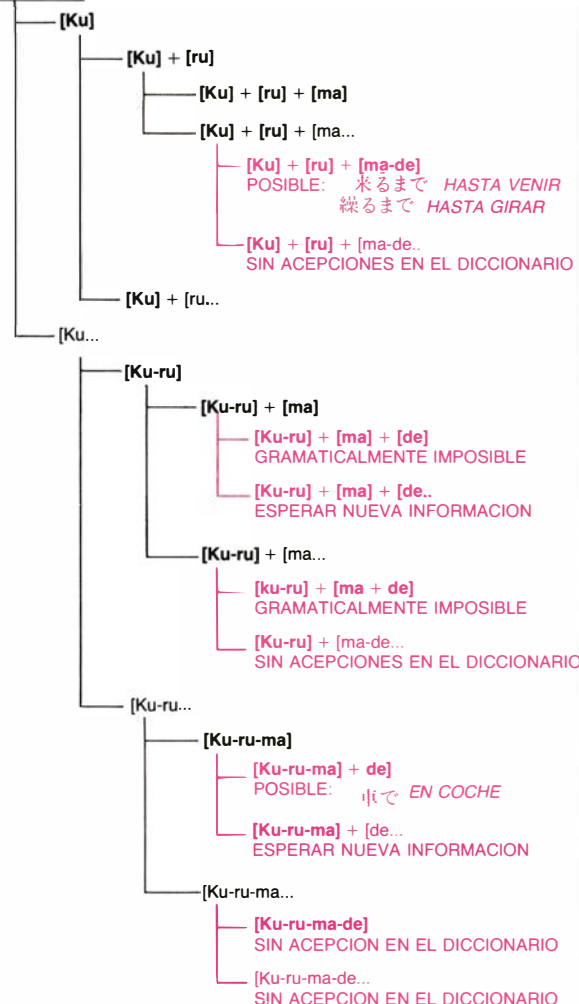 [Ku]
[Ku] + [ru]
[Ku] + [ru] + [ma]
[Ku] + [ru] + [ma...
[Ku] + [ru] + [ma-de]
POSIBLE: 来るまで HASTA VENIR
繰るまで HASTA GIRAR
[Ku] + [ru] + [ma-de..
SIN ACEPCIONES EN EL DICCIONARIO
[Ku] + [ru...
[Ku...
[Ku-ru]
[Ku-ru] + [ma]
[Ku-ru] + [ma] + [de]
GRAMATICALMENTE IMPOSIBLE
[Ku-ru] + [ma] + [de..
ESPERAR NUEVA INFORMACION
[Ku-ru] + [ma...
[ku-ru] + [ma + de]
GRAMATICALMENTE IMPOSIBLE
[Ku-ru] + [ma-de...
SIN ACEPCIONES EN EL DICCIONARIO
[Ku-ru...
[Ku-ru-ma]
[Ku-ru-ma] + de]
POSIBLE: 車で EN COCHE
[Ku-ru-ma] + [de...
ESPERAR NUEVA INFORMACION
[Ku-ru-ma...
[Ku-ru-ma-de]
SIN ACEPCION EN EL DICCIONARIO
[Ku-ru-ma-de...
SIN ACEPCION EN EL DICCIONARIO